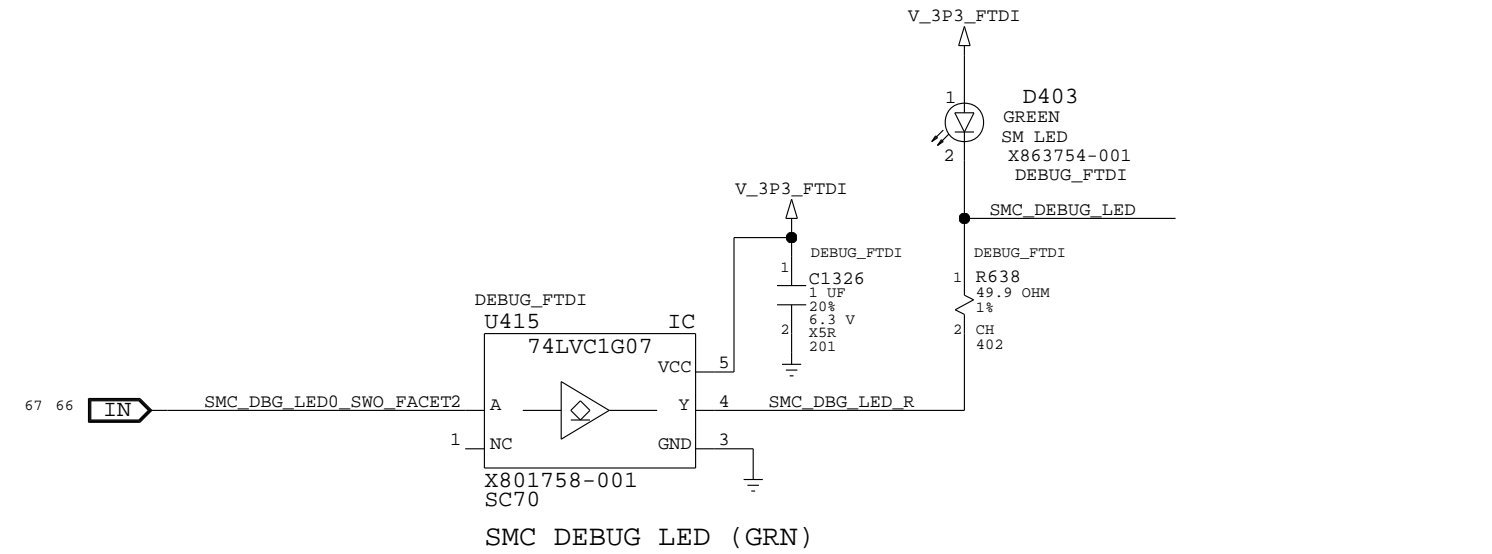 V_3P3_FTDI
1
D403
GREEN
SM LED
2
X863754-001
DEBUG_FTDI
V_3P3_FTDI
SMC_DEBUG_LED
DEBUG_FTDI
1
C1326
1 UF
20%
6.3 V
2
X5R
201
DEBUG_FTDI
1
R638
49.9 OHM
1%
2
CH
402
DEBUG_FTDI
U415 IC
74LVC1G07
VCC 5
67 66 IN SMC_DBG_LED0_SWO_FACET2 A Y 4 SMC_DBG_LED_R
1 NC GND 3
X801758-001
SC70
SMC DEBUG LED (GRN)